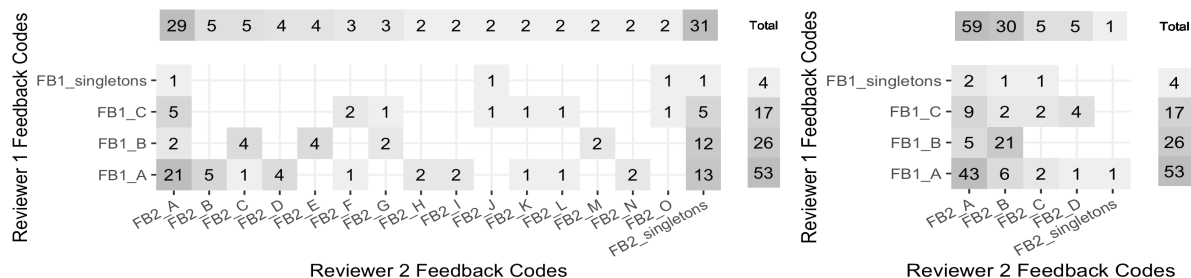 29 5 5 4 4 3 3 2 2 2 2 2 2 2 2 31 Total
FB1_singletons 1 1 1 1 4
FB1_C 5 2 1 1 1 1 1 5 17
FB1_B 2 4 4 2 2 12 26
FB1_A 21 5 1 4 1 2 2 1 1 2 13 53
FB2_A FB2_B FB2_C FB2_D FB2_E FB2_F FB2_G FB2_H FB2_I FB2_J FB2_K FB2_L FB2_M FB2_N FB2_O FB2_singletons
Reviewer 2 Feedback Codes
Reviewer 1 Feedback Codes
59 30 5 5 1 Total
FB1_singletons 2 1 1 4
FB1_C 9 2 2 4 17
FB1_B 5 21 26
FB1_A 43 6 2 1 1 53
FB2_A FB2_B FB2_C FB2_D FB2_singletons
Reviewer 2 Feedback Codes
Reviewer 1 Feedback Codes